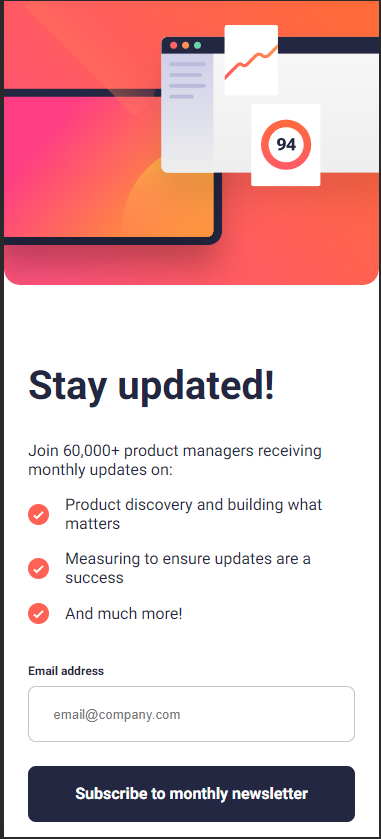 94
Stay updated!
Join 60,000+ product managers receiving
monthly updates on:
Product discovery and building what
matters
Measuring to ensure updates are a
success
And much more!
Email address
email@company.com
Subscribe to monthly newsletter